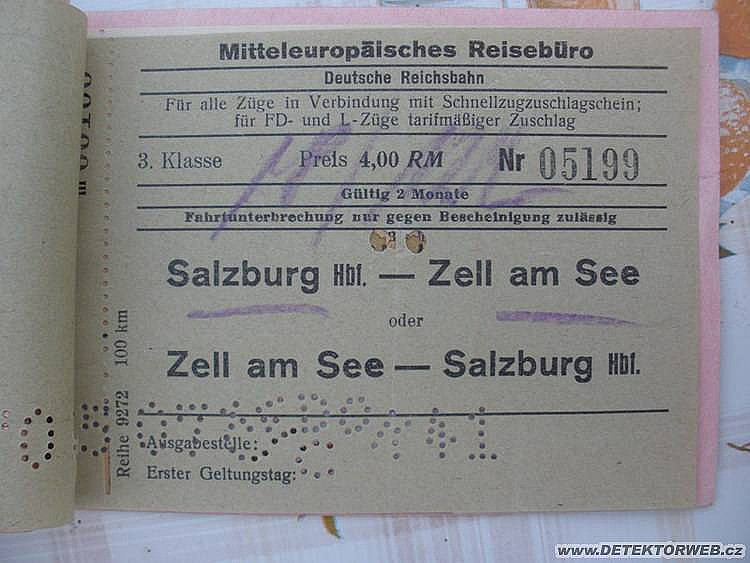 Mitteleuropäisches Reisebüro
Deutsche Reichsbahn
Für alle Züge in Verbindung mit Schnellzugzuschlagschein;
für FD- und L-Züge tarifmäßiger Zuschlag
3. Klasse Preis 4,00 RM Nr 05199
Gültig 2 Monate
Fahrtunterbrechung nur gegen Bescheinigung zulässig
Salzburg Hbf. — Zell am See
oder
Zell am See — Salzburg Hbf.
Ausgabestelle:
Erster Geltungstag:
Reihe 9272 100 km
www.DETEKTORWEB.cz